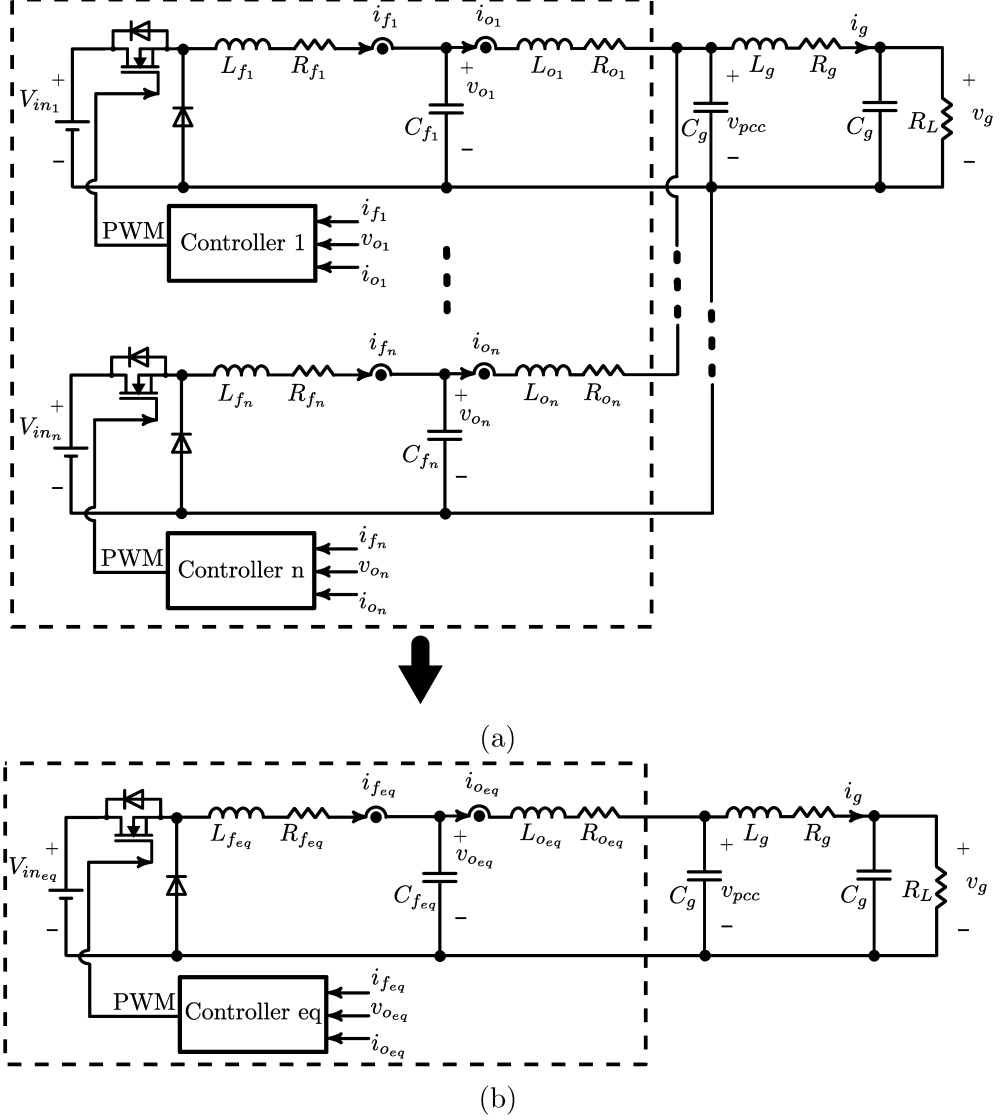 i_{f_1} i_{o_1} i_g
+ L_{f_1} R_{f_1} + v_{o_1} L_{o_1} R_{o_1} + L_g R_g +
V_{in_1} C_{f_1} C_g v_{pcc} C_g R_L v_g
− − − −
PWM Controller 1 i_{f_1}
v_{o_1}
i_{o_1}
i_{f_n} i_{o_n}
+ L_{f_n} R_{f_n} + v_{o_n} L_{o_n} R_{o_n}
V_{in_n} C_{f_n}
− −
PWM Controller n i_{f_n}
v_{o_n}
i_{o_n}
(a)
i_{f_{eq}} i_{o_{eq}} i_g
+ L_{f_{eq}} R_{f_{eq}} + v_{o_{eq}} L_{o_{eq}} R_{o_{eq}} + L_g R_g +
V_{in_{eq}} C_{f_{eq}} C_g v_{pcc} C_g R_L v_g
− − − −
PWM Controller eq i_{f_{eq}}
v_{o_{eq}}
i_{o_{eq}}
(b)